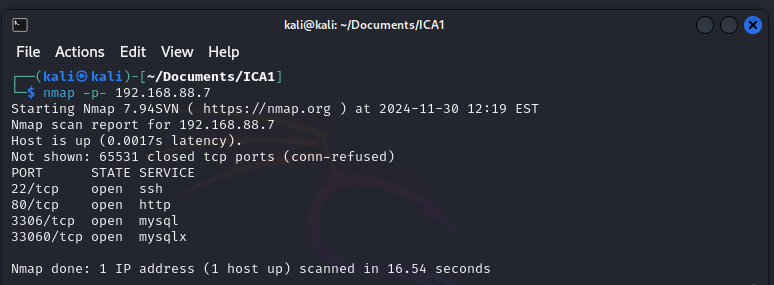 kali@kali: ~/Documents/ICA1
File Actions Edit View Help
┌──(kali㉿kali)-[~/Documents/ICA1]
└─$ nmap -p- 192.168.88.7
Starting Nmap 7.94SVN ( https://nmap.org ) at 2024-11-30 12:19 EST
Nmap scan report for 192.168.88.7
Host is up (0.0017s latency).
Not shown: 65531 closed tcp ports (conn-refused)
PORT      STATE SERVICE
22/tcp    open  ssh
80/tcp    open  http
3306/tcp  open  mysql
33060/tcp open  mysqlx
Nmap done: 1 IP address (1 host up) scanned in 16.54 seconds